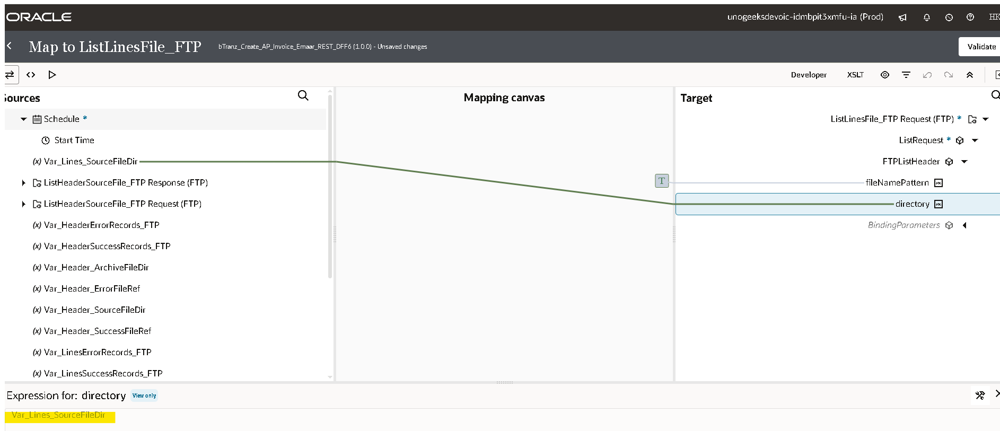 ORACLE
unogeeksdevoic-idmbpit3xmfu-ia (Prod)
HK
Map to ListLinesFile_FTP
bTranz_Create_AP_Invoice_Emaar_REST_DFF6 (1.0.0) - Unsaved changes
Validate
Developer
XSLT
Sources
Mapping canvas
Target
Schedule *
ListLinesFile_FTP Request (FTP) *
Start Time
ListRequest *
(x) Var_Lines_SourceFileDir
FTPListHeader
ListHeaderSourceFile_FTP Response (FTP)
T
fileNamePattern
ListHeaderSourceFile_FTP Request (FTP)
directory
(x) Var_HeaderErrorRecords_FTP
BindingParameters
(x) Var_HeaderSuccessRecords_FTP
(x) Var_Header_ArchiveFileDir
(x) Var_Header_ErrorFileRef
(x) Var_Header_SourceFileDir
(x) Var_Header_SuccessFileRef
(x) Var_LinesErrorRecords_FTP
(x) Var_LinesSuccessRecords_FTP
Expression for: directory View only
Var_Lines_SourceFileDir